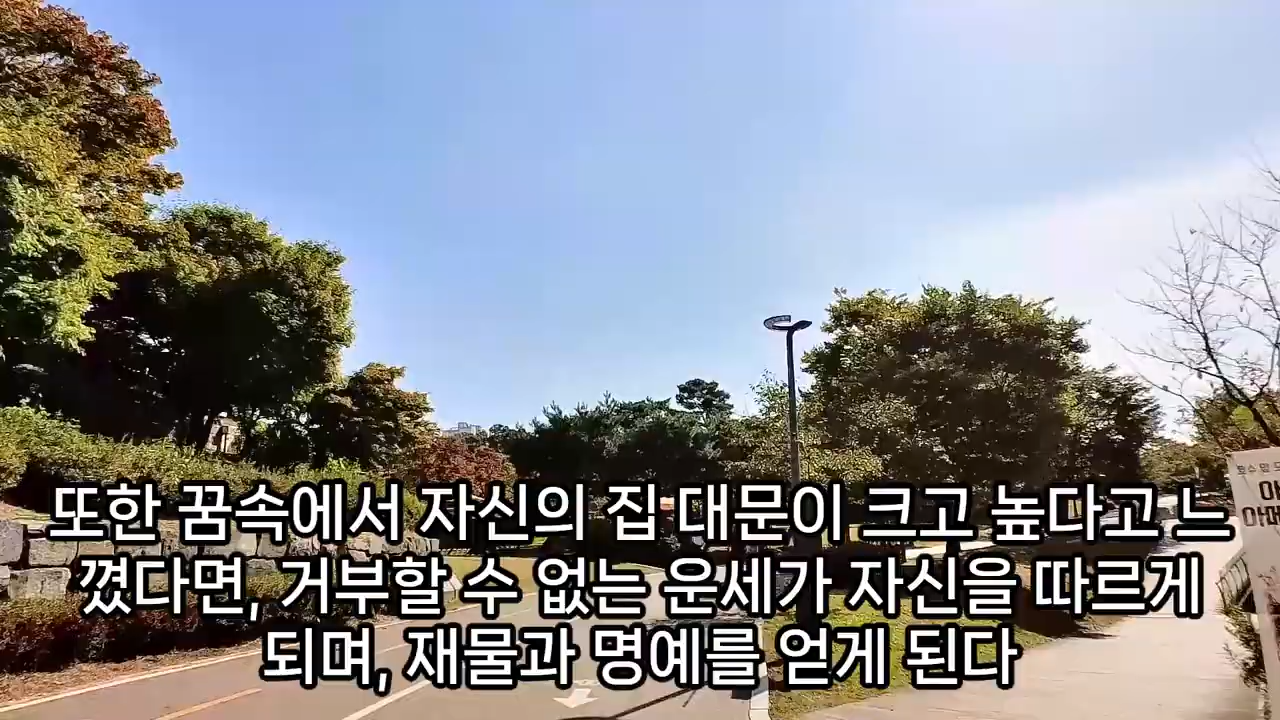 또한 꿈속에서 자신의 집 대문이 크고 높다고 느
꼈다면, 거부할 수 없는 운세가 자신을 따르게
되며, 재물과 명예를 얻게 된다